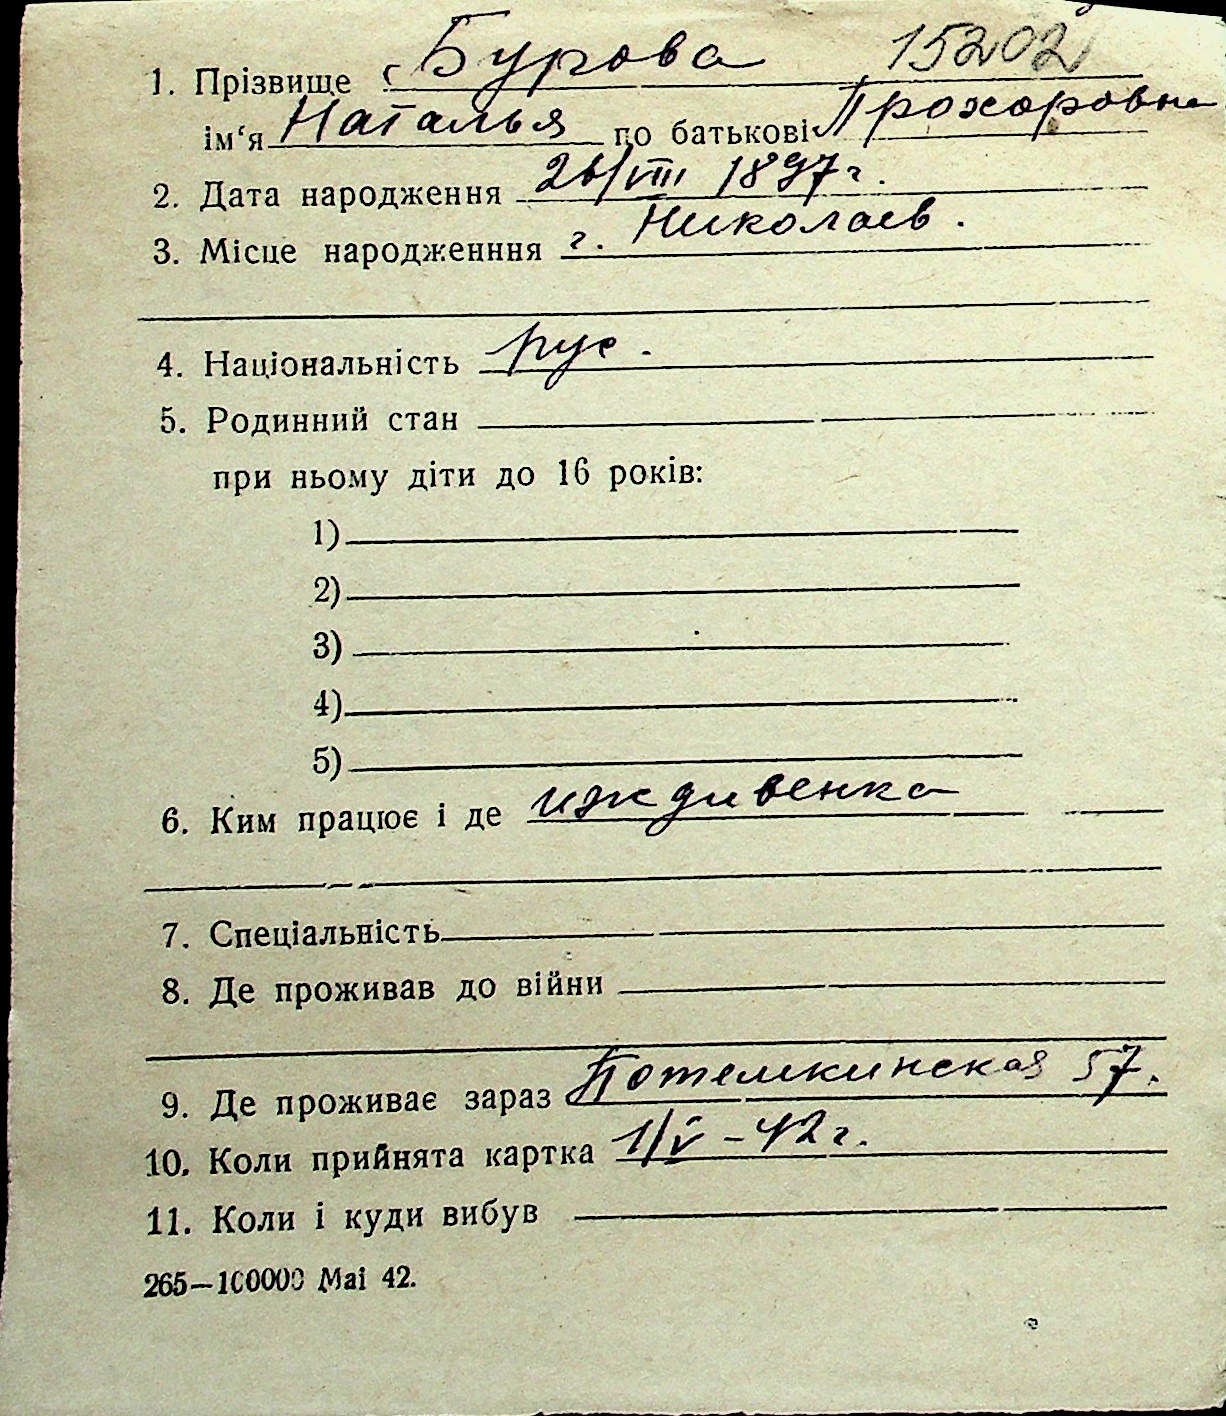 1. Прізвище Бурова 15202
ім'я Наталья по батькові Прохоровна
2. Дата народження 26/VIII 1897 г.
3. Місце народженння г. Николаев.
4. Національність рус.
5. Родинний стан
при ньому діти до 16 років:
1)
2)
3)
4)
5)
6. Ким працює і де иждивенка
7. Спеціальність
8. Де проживав до війни
9. Де проживає зараз Потемкинская 57.
10. Коли прийнята картка 1/V – 42 г.
11. Коли і куди вибув
265–100000 Mai 42.